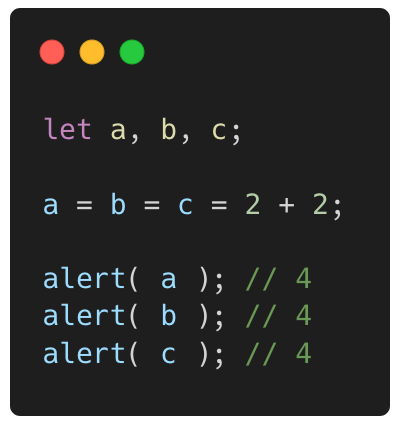 let a, b, c;
a = b = c = 2 + 2;
alert( a ); // 4
alert( b ); // 4
alert( c ); // 4